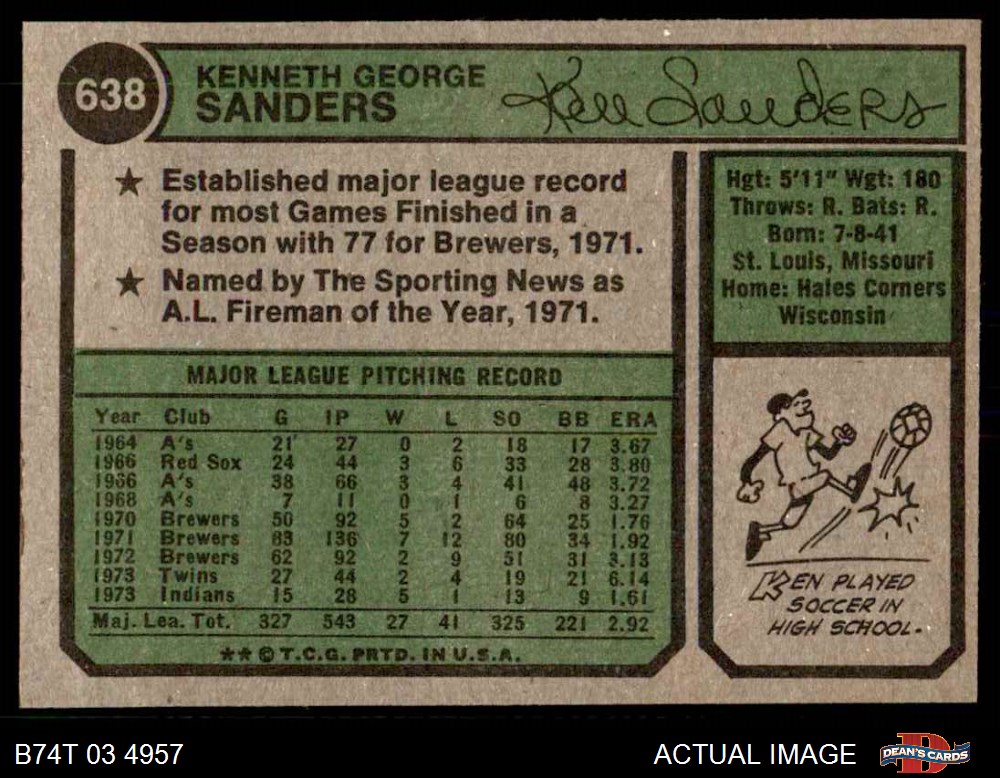 638
KENNETH GEORGE
SANDERS
Ken Sanders
★ Established major league record
for most Games Finished in a
Season with 77 for Brewers, 1971.
★ Named by The Sporting News as
A.L. Fireman of the Year, 1971.
Hgt: 5'11" Wgt: 180
Throws: R. Bats: R.
Born: 7-8-41
St. Louis, Missouri
Home: Hales Corners
Wisconsin
MAJOR LEAGUE PITCHING RECORD
Year Club G IP W L SO BB ERA
1964 A's 21 27 0 2 18 17 3.67
1966 Red Sox 24 44 3 6 33 28 3.80
1966 A's 38 66 3 4 41 48 3.72
1968 A's 7 11 0 1 6 8 3.27
1970 Brewers 50 92 5 2 64 25 1.76
1971 Brewers 83 136 7 12 80 34 1.92
1972 Brewers 62 92 2 9 51 31 3.13
1973 Twins 27 44 2 4 19 21 6.14
1973 Indians 15 28 5 1 13 9 1.61
Maj. Lea. Tot. 327 543 27 41 325 221 2.92
★★ © T.C.G. PRTD. IN U.S.A.
KEN PLAYED
SOCCER IN
HIGH SCHOOL.
B74T 03 4957
ACTUAL IMAGE
DEAN'S CARDS